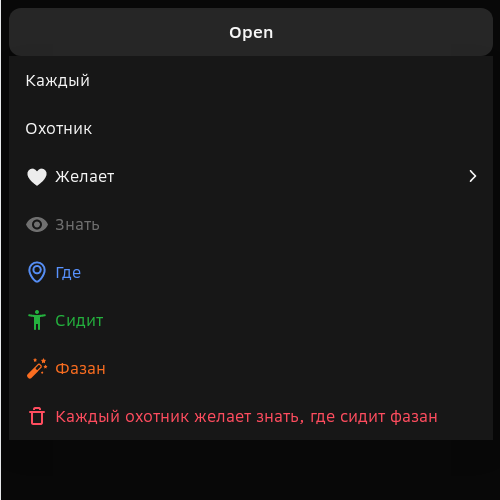 Open
Каждый
Охотник
Желает
Знать
Где
Сидит
Фазан
Каждый охотник желает знать, где сидит фазан